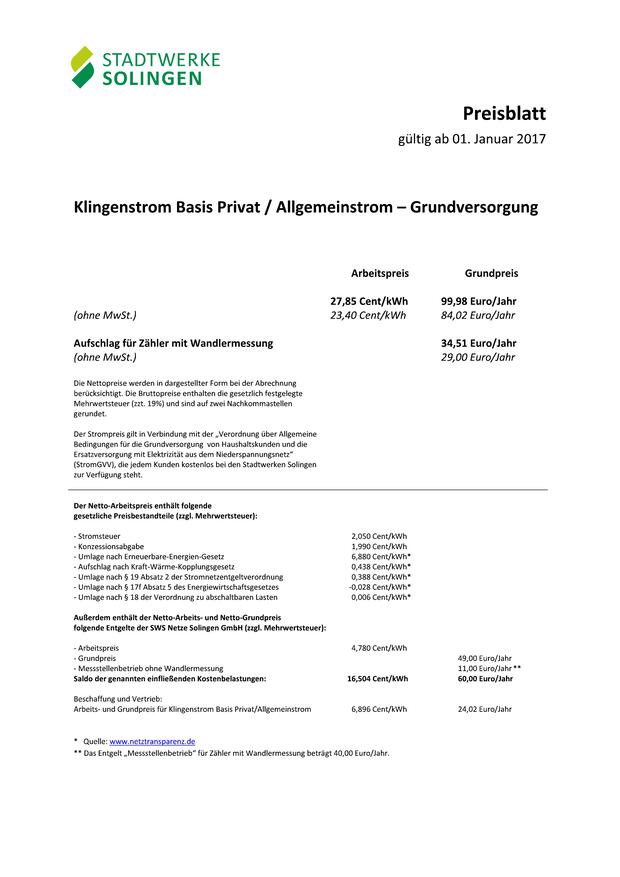 STADTWERKE
SOLINGEN
Preisblatt
gültig ab 01. Januar 2017
Klingenstrom Basis Privat / Allgemeinstrom – Grundversorgung
Arbeitspreis Grundpreis
27,85 Cent/kWh 99,98 Euro/Jahr
(ohne MwSt.) 23,40 Cent/kWh 84,02 Euro/Jahr
Aufschlag für Zähler mit Wandlermessung 34,51 Euro/Jahr
(ohne MwSt.) 29,00 Euro/Jahr
Die Nettopreise werden in dargestellter Form bei der Abrechnung
berücksichtigt. Die Bruttopreise enthalten die gesetzlich festgelegte
Mehrwertsteuer (zzt. 19%) und sind auf zwei Nachkommastellen
gerundet.
Der Strompreis gilt in Verbindung mit der „Verordnung über Allgemeine
Bedingungen für die Grundversorgung von Haushaltskunden und die
Ersatzversorgung mit Elektrizität aus dem Niederspannungsnetz“
(StromGVV), die jedem Kunden kostenlos bei den Stadtwerken Solingen
zur Verfügung steht.
Der Netto-Arbeitspreis enthält folgende
gesetzliche Preisbestandteile (zzgl. Mehrwertsteuer):
- Stromsteuer 2,050 Cent/kWh
- Konzessionsabgabe 1,990 Cent/kWh
- Umlage nach Erneuerbare-Energien-Gesetz 6,880 Cent/kWh*
- Aufschlag nach Kraft-Wärme-Kopplungsgesetz 0,438 Cent/kWh*
- Umlage nach § 19 Absatz 2 der Stromnetzentgeltverordnung 0,388 Cent/kWh*
- Umlage nach § 17f Absatz 5 des Energiewirtschaftsgesetzes -0,028 Cent/kWh*
- Umlage nach § 18 der Verordnung zu abschaltbaren Lasten 0,006 Cent/kWh*
Außerdem enthält der Netto-Arbeits- und Netto-Grundpreis
folgende Entgelte der SWS Netze Solingen GmbH (zzgl. Mehrwertsteuer):
- Arbeitspreis 4,780 Cent/kWh
- Grundpreis 49,00 Euro/Jahr
- Messstellenbetrieb ohne Wandlermessung 11,00 Euro/Jahr **
Saldo der genannten einfließenden Kostenbelastungen: 16,504 Cent/kWh 60,00 Euro/Jahr
Beschaffung und Vertrieb:
Arbeits- und Grundpreis für Klingenstrom Basis Privat/Allgemeinstrom 6,896 Cent/kWh 24,02 Euro/Jahr
* Quelle: www.netztransparenz.de
** Das Entgelt „Messstellenbetrieb“ für Zähler mit Wandlermessung beträgt 40,00 Euro/Jahr.